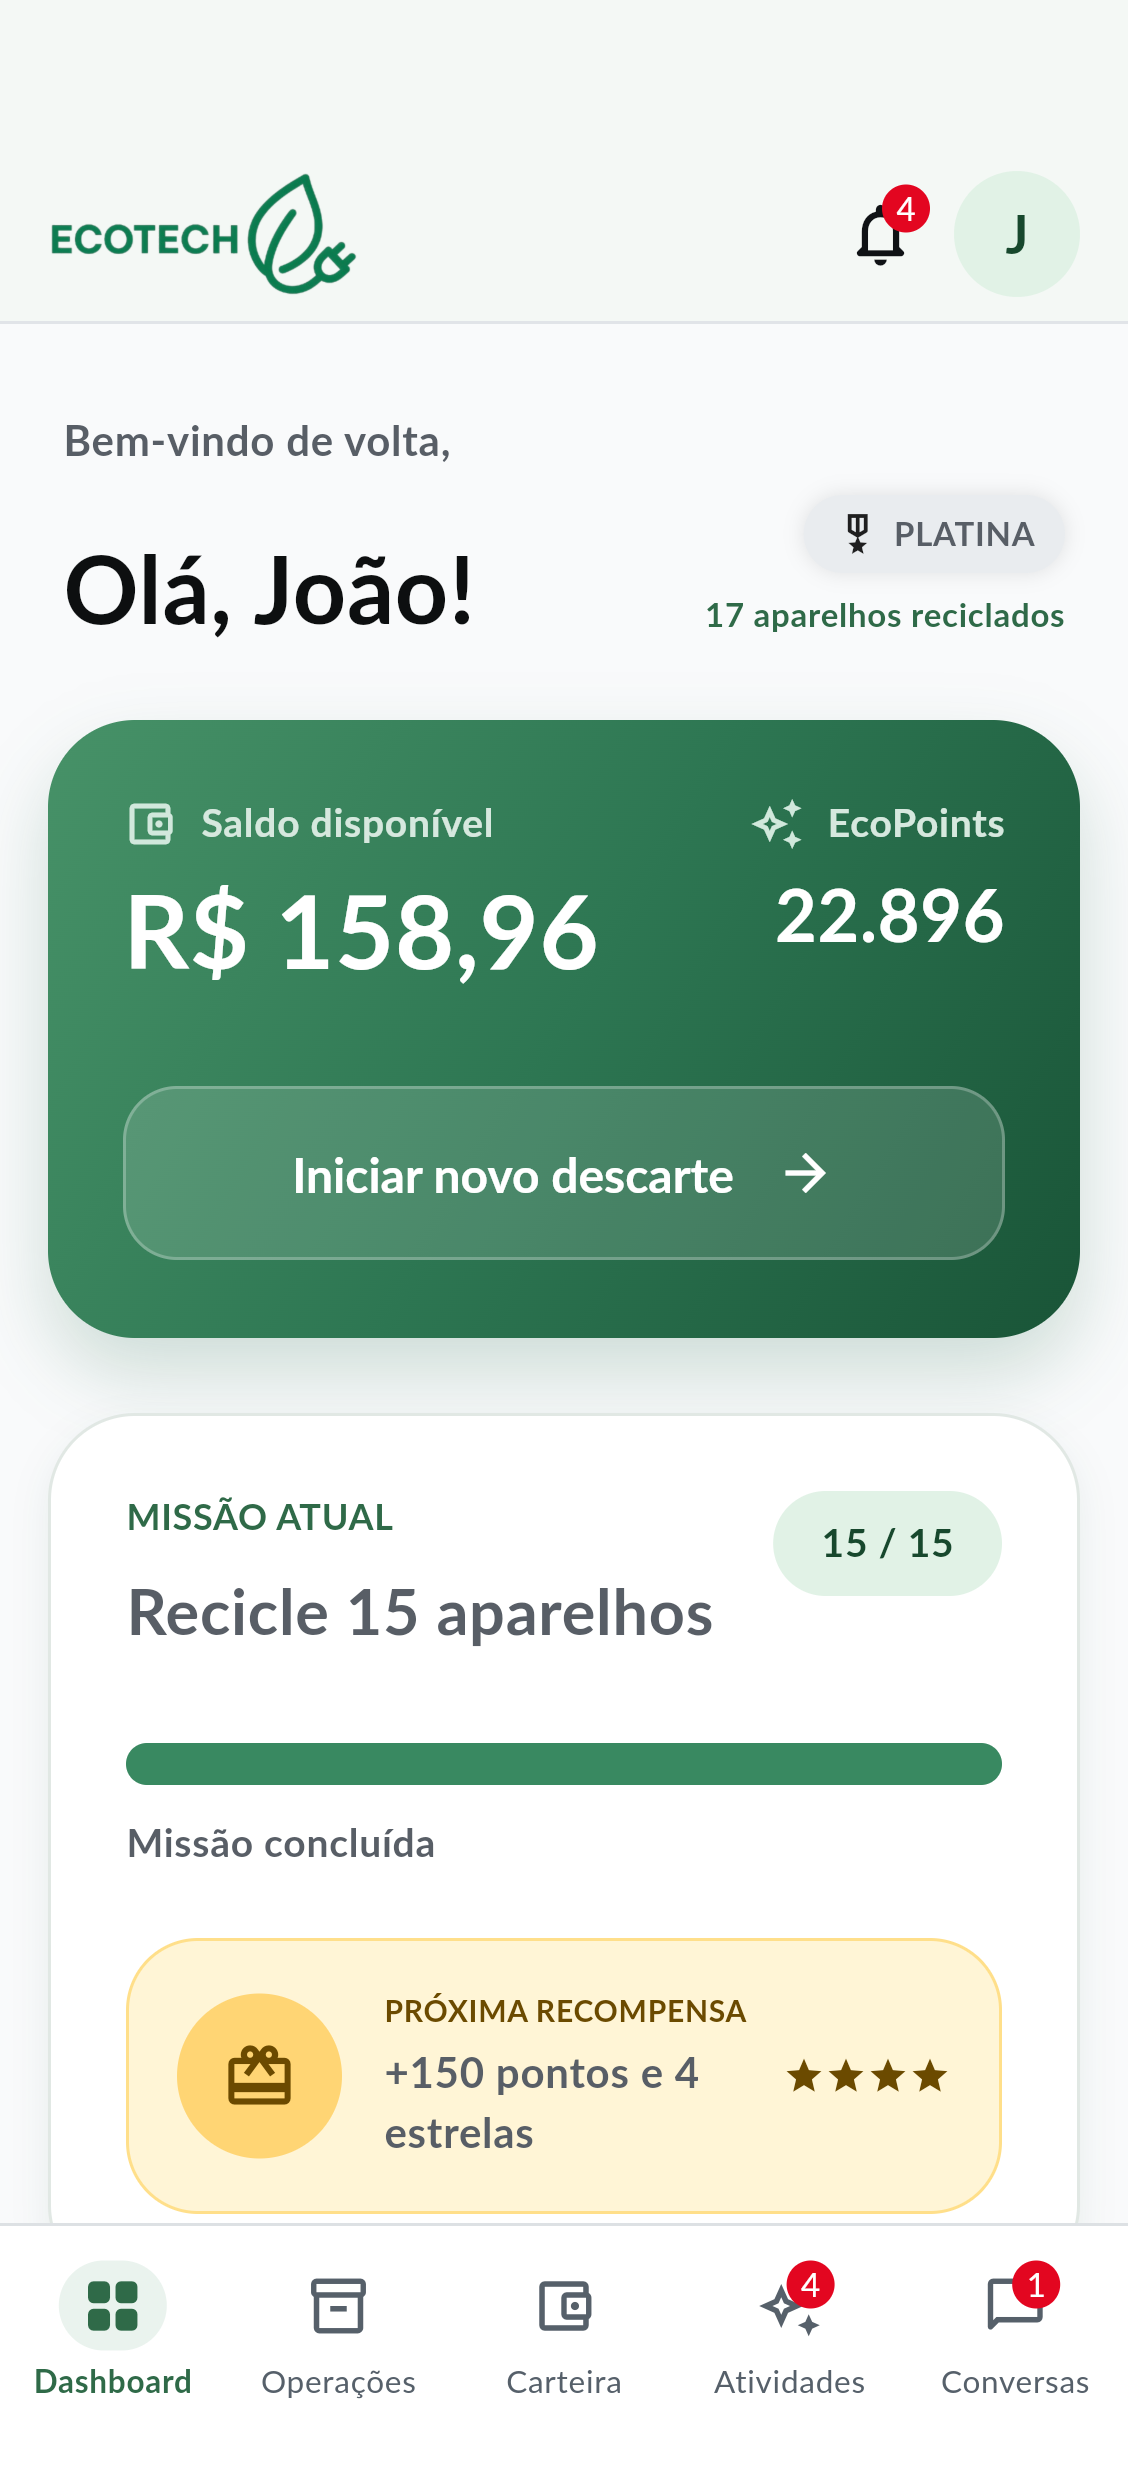 ECOTECH
4
J
Bem-vindo de volta,
Olá, João!
PLATINA
17 aparelhos reciclados
Saldo disponível
R$ 158,96
EcoPoints
22.896
Iniciar novo descarte
MISSÃO ATUAL
15 / 15
Recicle 15 aparelhos
Missão concluída
PRÓXIMA RECOMPENSA
+150 pontos e 4
estrelas
4
1
Dashboard
Operações
Carteira
Atividades
Conversas